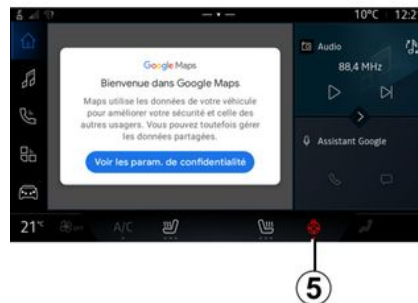 10°C 12:2
Google Maps
Bienvenue dans Google Maps
Maps utilise les données de votre véhicule
pour améliorer votre sécurité et celle des
autres usagers. Vous pouvez toutefois gérer
les données partagées.
Voir les param. de confidentialité
Audio
88,4 MHz
Assistant Google
21°C OFF A/C
5